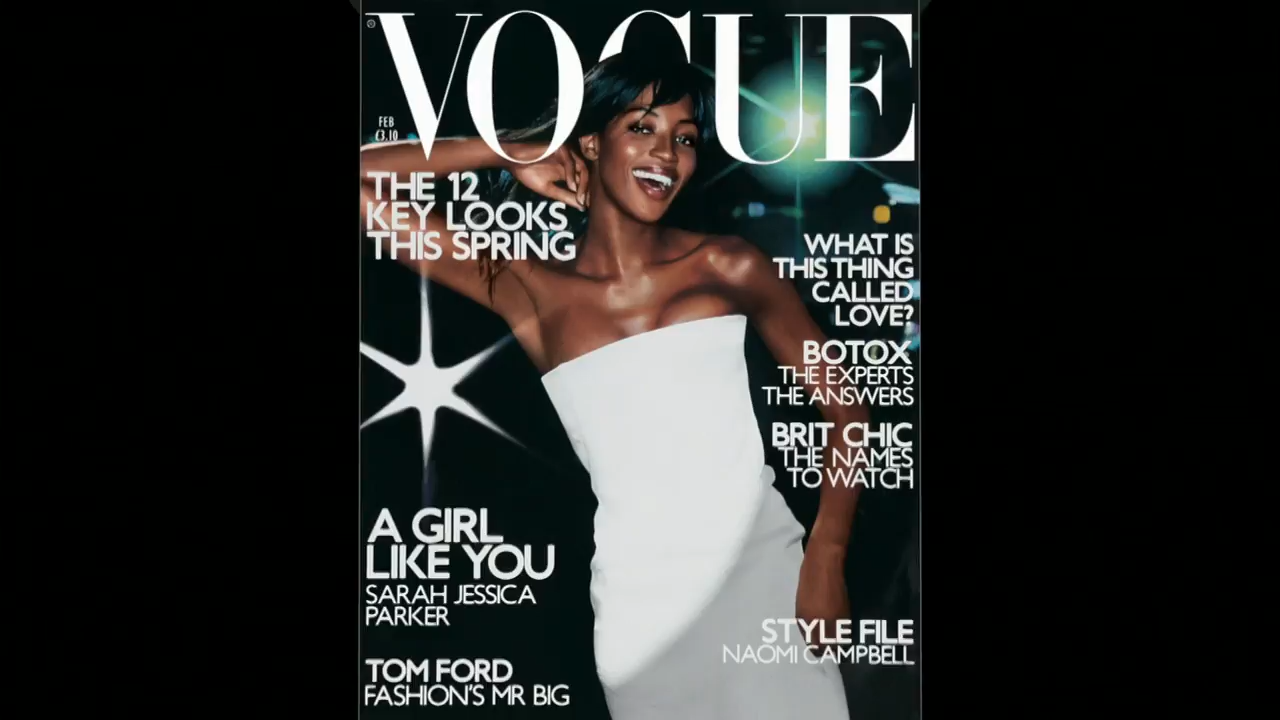 VOGUE
FEB
£3.10
THE 12
KEY LOOKS
THIS SPRING
WHAT IS
THIS THING
CALLED
LOVE?
BOTOX
THE EXPERTS
THE ANSWERS
BRIT CHIC
THE NAMES
TO WATCH
A GIRL
LIKE YOU
SARAH JESSICA
PARKER
STYLE FILE
NAOMI CAMPBELL
TOM FORD
FASHION'S MR BIG